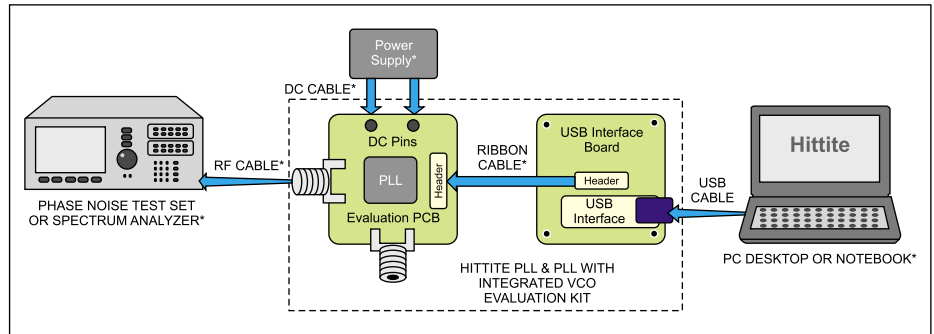 Power
Supply*
DC CABLE*
DC Pins
USB Interface
Board
Hittite
RF CABLE*
PLL
Header
RIBBON
CABLE*
Header
USB
CABLE
USB
Interface
PHASE NOISE TEST SET
OR SPECTRUM ANALYZER*
Evaluation PCB
PC DESKTOP OR NOTEBOOK*
HITTITE PLL & PLL WITH
INTEGRATED VCO
EVALUATION KIT